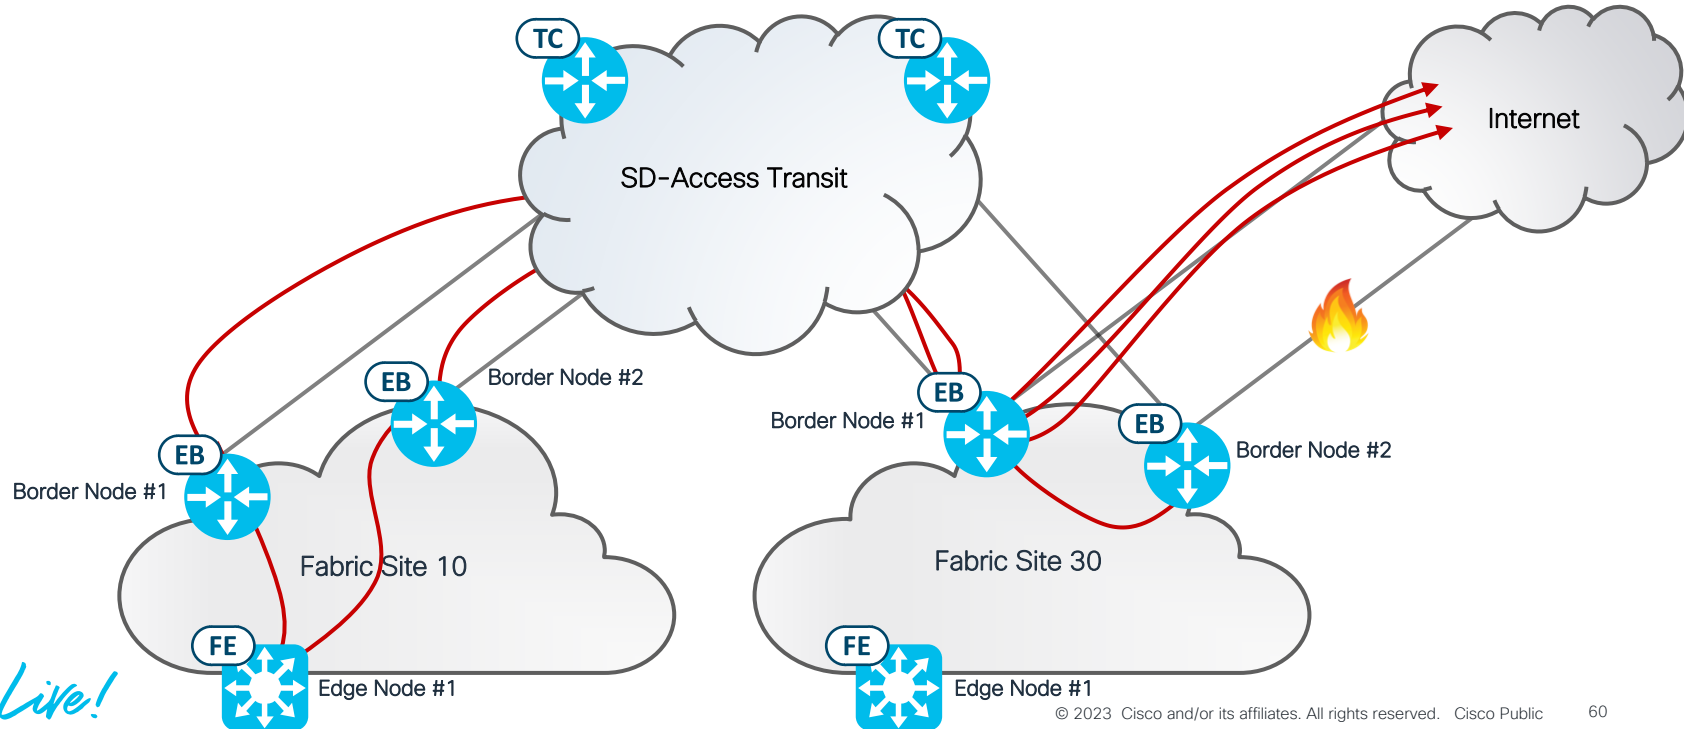 TC
TC
Internet
SD-Access Transit
EB
Border Node #2
EB
Border Node #1
EB
Border Node #2
EB
Border Node #1
Fabric Site 10
Fabric Site 30
FE
Edge Node #1
FE
Edge Node #1
Live!
© 2023 Cisco and/or its affiliates. All rights reserved. Cisco Public 60